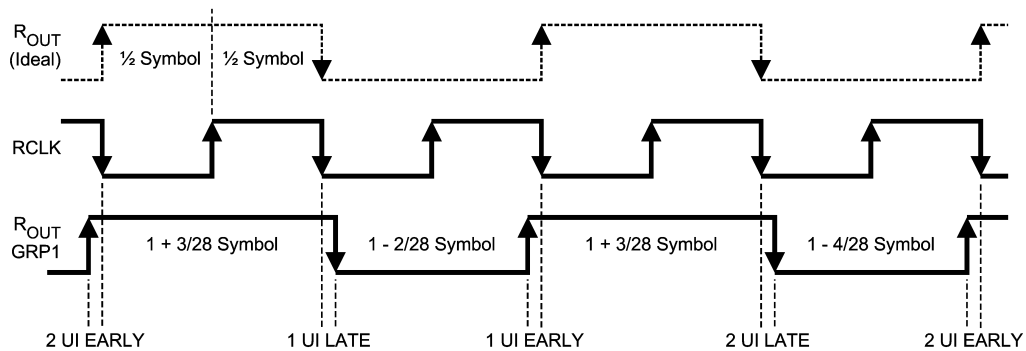 ROUT
(Ideal)
½ Symbol ½ Symbol
RCLK
ROUT
GRP1
1 + 3/28 Symbol 1 - 2/28 Symbol 1 + 3/28 Symbol 1 - 4/28 Symbol
2 UI EARLY 1 UI LATE 1 UI EARLY 2 UI LATE 2 UI EARLY